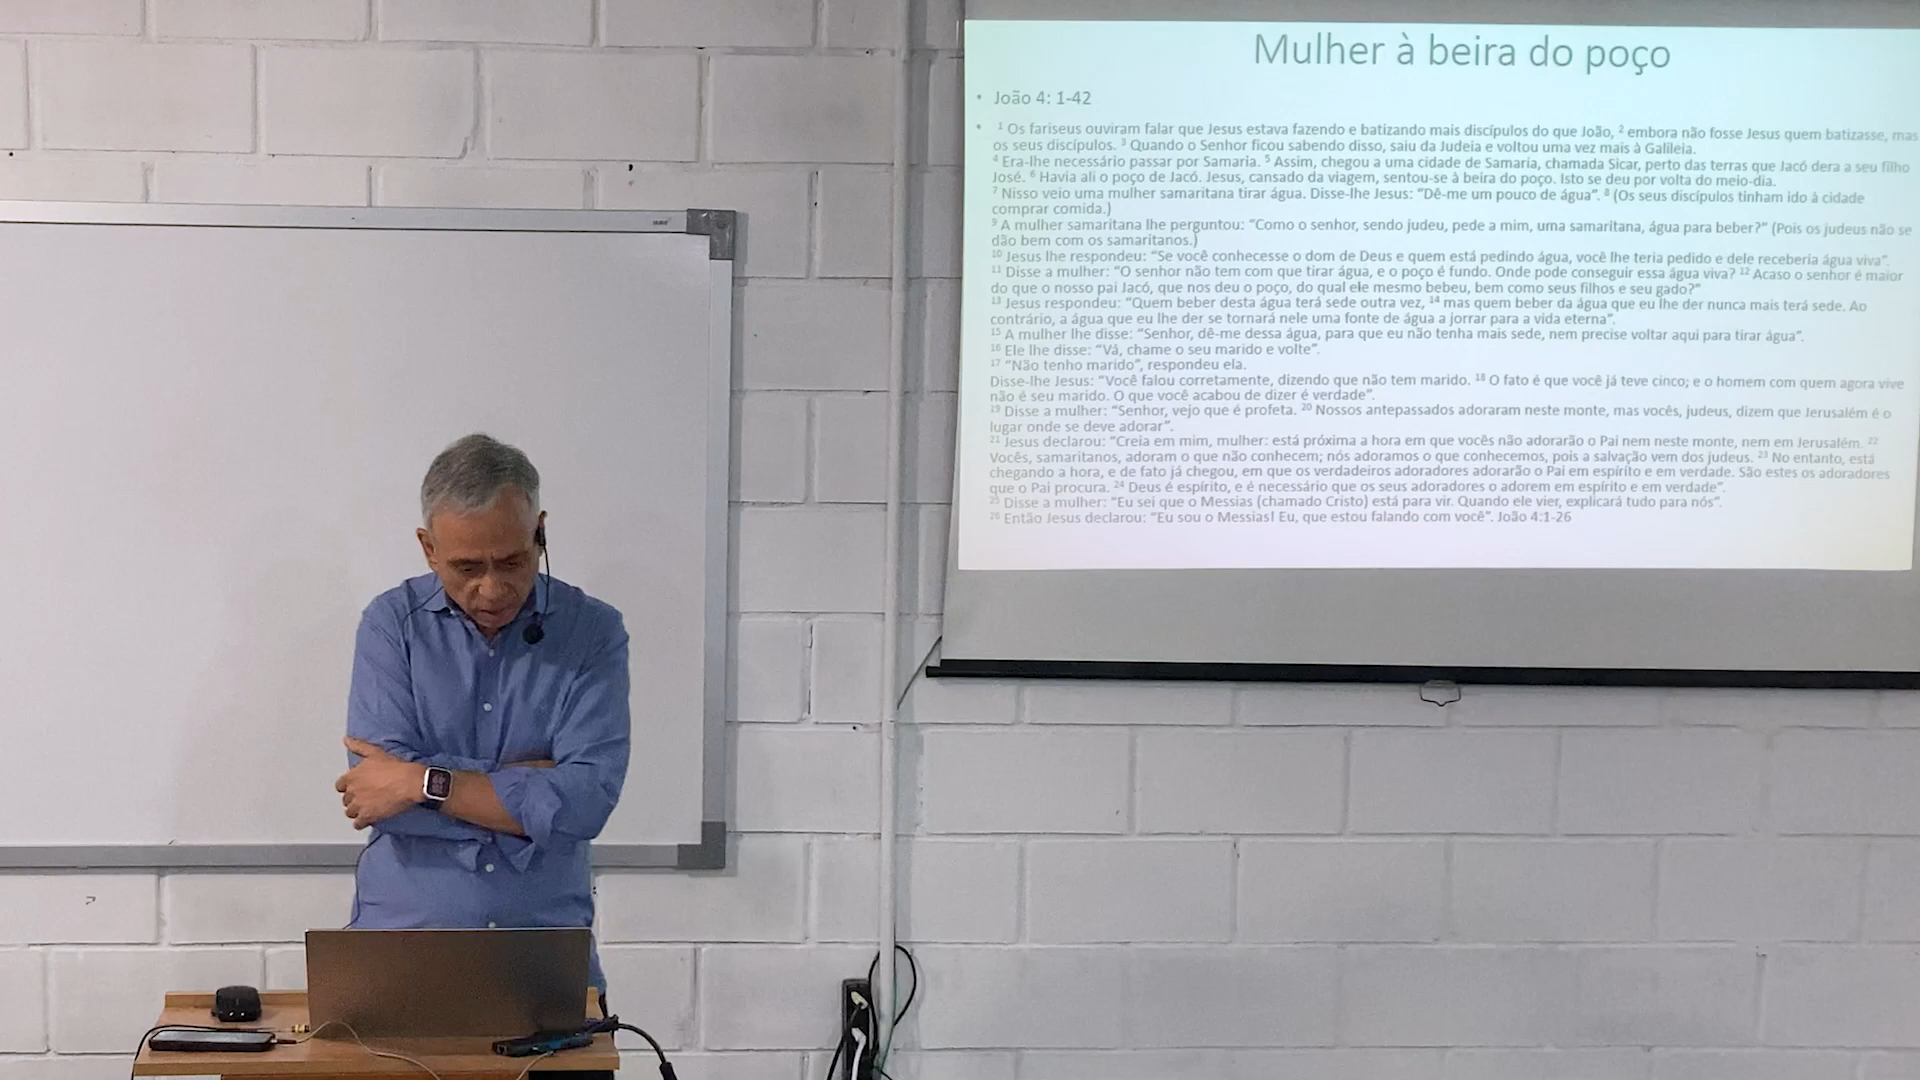 Mulher à beira do poço
• João 4: 1-42
• ¹ Os fariseus ouviram falar que Jesus estava fazendo e batizando mais discípulos do que João, ² embora não fosse Jesus quem batizasse, mas
os seus discípulos. ³ Quando o Senhor ficou sabendo disso, saiu da Judeia e voltou uma vez mais à Galileia.
⁴ Era-lhe necessário passar por Samaria. ⁵ Assim, chegou a uma cidade de Samaria, chamada Sicar, perto das terras que Jacó dera a seu filho
José. ⁶ Havia ali o poço de Jacó. Jesus, cansado da viagem, sentou-se à beira do poço. Isto se deu por volta do meio-dia.
⁷ Nisso veio uma mulher samaritana tirar água. Disse-lhe Jesus: “Dê-me um pouco de água”. ⁸ (Os seus discípulos tinham ido à cidade
comprar comida.)
⁹ A mulher samaritana lhe perguntou: “Como o senhor, sendo judeu, pede a mim, uma samaritana, água para beber?” (Pois os judeus não se
dão bem com os samaritanos.)
¹⁰ Jesus lhe respondeu: “Se você conhecesse o dom de Deus e quem está pedindo água, você lhe teria pedido e dele receberia água viva”.
¹¹ Disse a mulher: “O senhor não tem com que tirar água, e o poço é fundo. Onde pode conseguir essa água viva? ¹² Acaso o senhor é maior
do que o nosso pai Jacó, que nos deu o poço, do qual ele mesmo bebeu, bem como seus filhos e seu gado?”
¹³ Jesus respondeu: “Quem beber desta água terá sede outra vez, ¹⁴ mas quem beber da água que eu lhe der nunca mais terá sede. Ao
contrário, a água que eu lhe der se tornará nele uma fonte de água a jorrar para a vida eterna”.
¹⁵ A mulher lhe disse: “Senhor, dê-me dessa água, para que eu não tenha mais sede, nem precise voltar aqui para tirar água”.
¹⁶ Ele lhe disse: “Vá, chame o seu marido e volte”.
¹⁷ “Não tenho marido”, respondeu ela.
Disse-lhe Jesus: “Você falou corretamente, dizendo que não tem marido. ¹⁸ O fato é que você já teve cinco; e o homem com quem agora vive
não é seu marido. O que você acabou de dizer é verdade”.
¹⁹ Disse a mulher: “Senhor, vejo que é profeta. ²⁰ Nossos antepassados adoraram neste monte, mas vocês, judeus, dizem que Jerusalém é o
lugar onde se deve adorar”.
²¹ Jesus declarou: “Creia em mim, mulher: está próxima a hora em que vocês não adorarão o Pai nem neste monte, nem em Jerusalém. ²²
Vocês, samaritanos, adoram o que não conhecem; nós adoramos o que conhecemos, pois a salvação vem dos judeus. ²³ No entanto, está
chegando a hora, e de fato já chegou, em que os verdadeiros adoradores adorarão o Pai em espírito e em verdade. São estes os adoradores
que o Pai procura. ²⁴ Deus é espírito, e é necessário que os seus adoradores o adorem em espírito e em verdade”.
²⁵ Disse a mulher: “Eu sei que o Messias (chamado Cristo) está para vir. Quando ele vier, explicará tudo para nós”.
²⁶ Então Jesus declarou: “Eu sou o Messias! Eu, que estou falando com você”. João 4:1-26